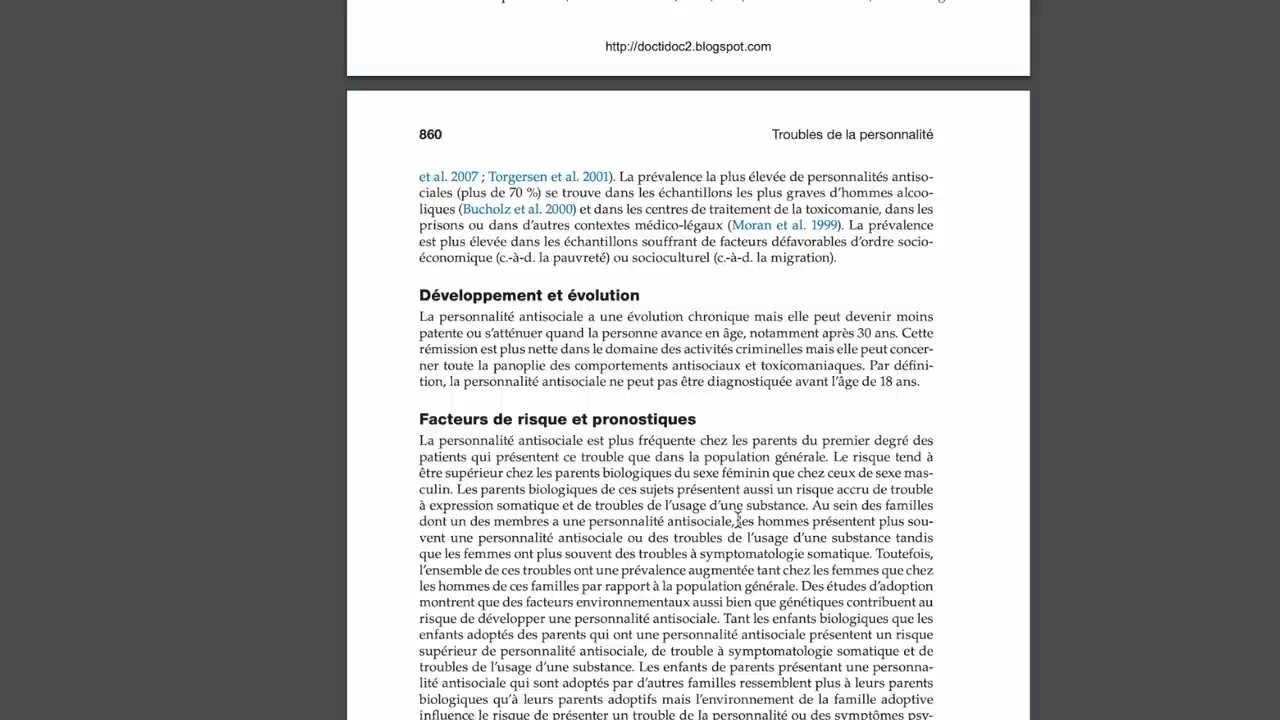 http://doctidoc2.blogspot.com
860
Troubles de la personnalité
et al. 2007 ; Torgersen et al. 2001). La prévalence la plus élevée de personnalités antiso-
ciales (plus de 70 %) se trouve dans les échantillons les plus graves d'hommes alcoo-
liques (Bucholz et al. 2000) et dans les centres de traitement de la toxicomanie, dans les
prisons ou dans d'autres contextes médico-légaux (Moran et al. 1999). La prévalence
est plus élevée dans les échantillons souffrant de facteurs défavorables d'ordre socio-
économique (c.-à-d. la pauvreté) ou socioculturel (c.-à-d. la migration).
Développement et évolution
La personnalité antisociale a une évolution chronique mais elle peut devenir moins
patente ou s'atténuer quand la personne avance en âge, notamment après 30 ans. Cette
rémission est plus nette dans le domaine des activités criminelles mais elle peut concer-
ner toute la panoplie des comportements antisociaux et toxicomaniaques. Par défini-
tion, la personnalité antisociale ne peut pas être diagnostiquée avant l'âge de 18 ans.
Facteurs de risque et pronostiques
La personnalité antisociale est plus fréquente chez les parents du premier degré des
patients qui présentent ce trouble que dans la population générale. Le risque tend à
être supérieur chez les parents biologiques du sexe féminin que chez ceux de sexe mas-
culin. Les parents biologiques de ces sujets présentent aussi un risque accru de trouble
à expression somatique et de troubles de l'usage d'une substance. Au sein des familles
dont un des membres a une personnalité antisociale, les hommes présentent plus sou-
vent une personnalité antisociale ou des troubles de l'usage d'une substance tandis
que les femmes ont plus souvent des troubles à symptomatologie somatique. Toutefois,
l'ensemble de ces troubles ont une prévalence augmentée tant chez les femmes que chez
les hommes de ces familles par rapport à la population générale. Des études d'adoption
montrent que des facteurs environnementaux aussi bien que génétiques contribuent au
risque de développer une personnalité antisociale. Tant les enfants biologiques que les
enfants adoptés des parents qui ont une personnalité antisociale présentent un risque
supérieur de personnalité antisociale, de trouble à symptomatologie somatique et de
troubles de l'usage d'une substance. Les enfants de parents présentant une personna-
lité antisociale qui sont adoptés par d'autres familles ressemblent plus à leurs parents
biologiques qu'à leurs parents adoptifs mais l'environnement de la famille adoptive
influence le risque de présenter un trouble de la personnalité ou des symptômes psy-